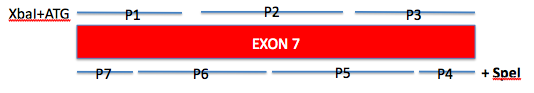 XbaI+ATG P1 P2 P3
EXON 7
P7 P6 P5 P4 + SpeI